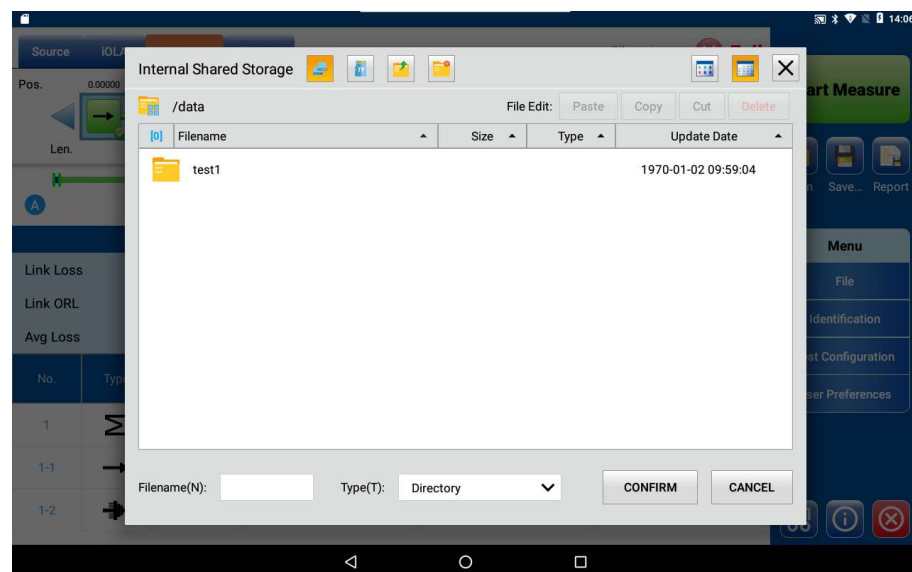 14:06
Source iOLA
Pos. 0.00000
Len.
A
Link Loss
Link ORL
Avg Loss
No. Type
1
1-1
1-2
Internal Shared Storage
/data File Edit: Paste Copy Cut Delete
[0] Filename Size Type Update Date
test1 1970-01-02 09:59:04
Filename(N): Type(T): Directory CONFIRM CANCEL
art Measure
n Save... Report
Menu
File
Identification
st Configuration
ser Preferences